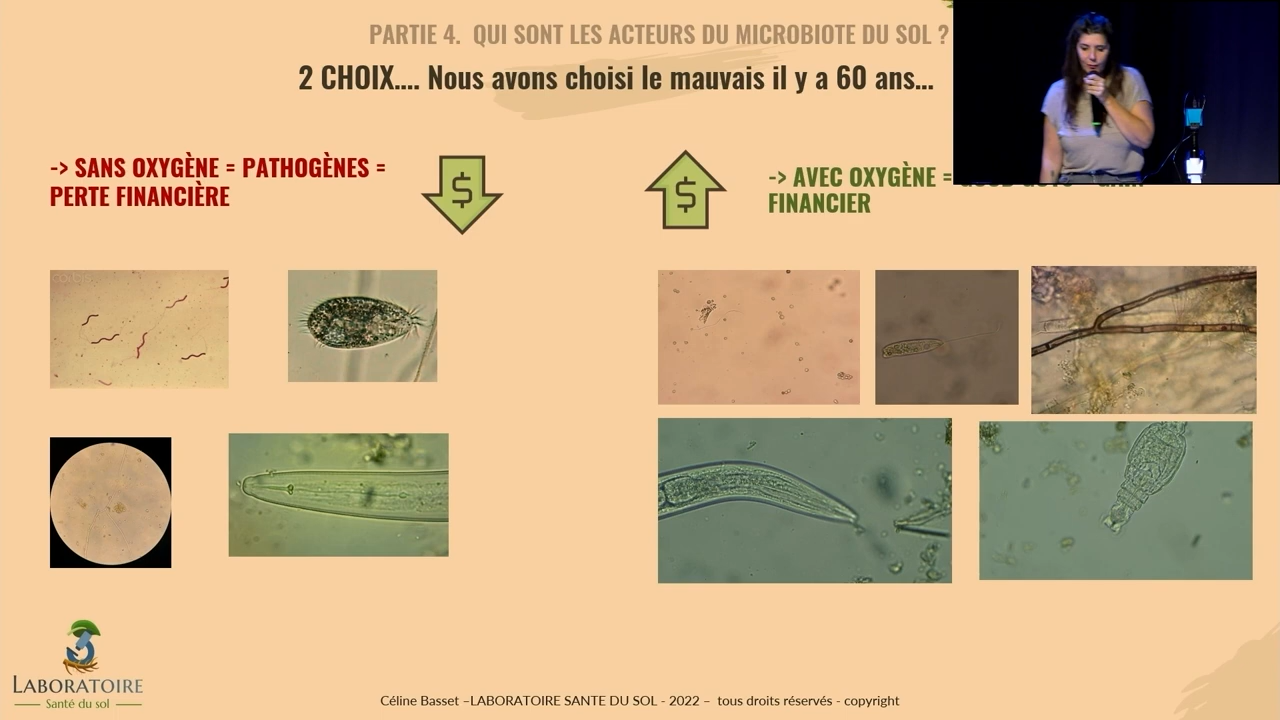 PARTIE 4. QUI SONT LES ACTEURS DU MICROBIOTE DU SOL ?
2 CHOIX.... Nous avons choisi le mauvais il y a 60 ans...
-> SANS OXYGÈNE = PATHOGÈNES =
PERTE FINANCIÈRE
$
$
-> AVEC OXYGÈNE =
FINANCIER
LABORATOIRE
Santé du sol
Céline Basset –LABORATOIRE SANTE DU SOL - 2022 – tous droits réservés - copyright